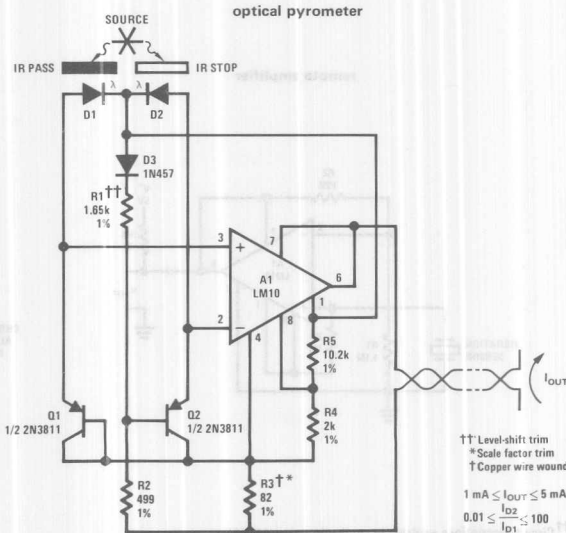 optical pyrometer
SOURCE
IR PASS
IR STOP
λ
λ
D1
D2
D3
1N457
R1††
1.65k
1%
3
+
7
A1
LM10
6
1
2
−
4
8
R5
10.2k
1%
R4
2k
1%
Q1
1/2 2N3811
Q2
1/2 2N3811
R2
499
1%
R3†*
82
1%
IOUT
††Level-shift trim
*Scale factor trim
†Copper wire wound
1 mA ≤ IOUT ≤ 5 mA
0.01 ≤ ID2/ID1 ≤ 100